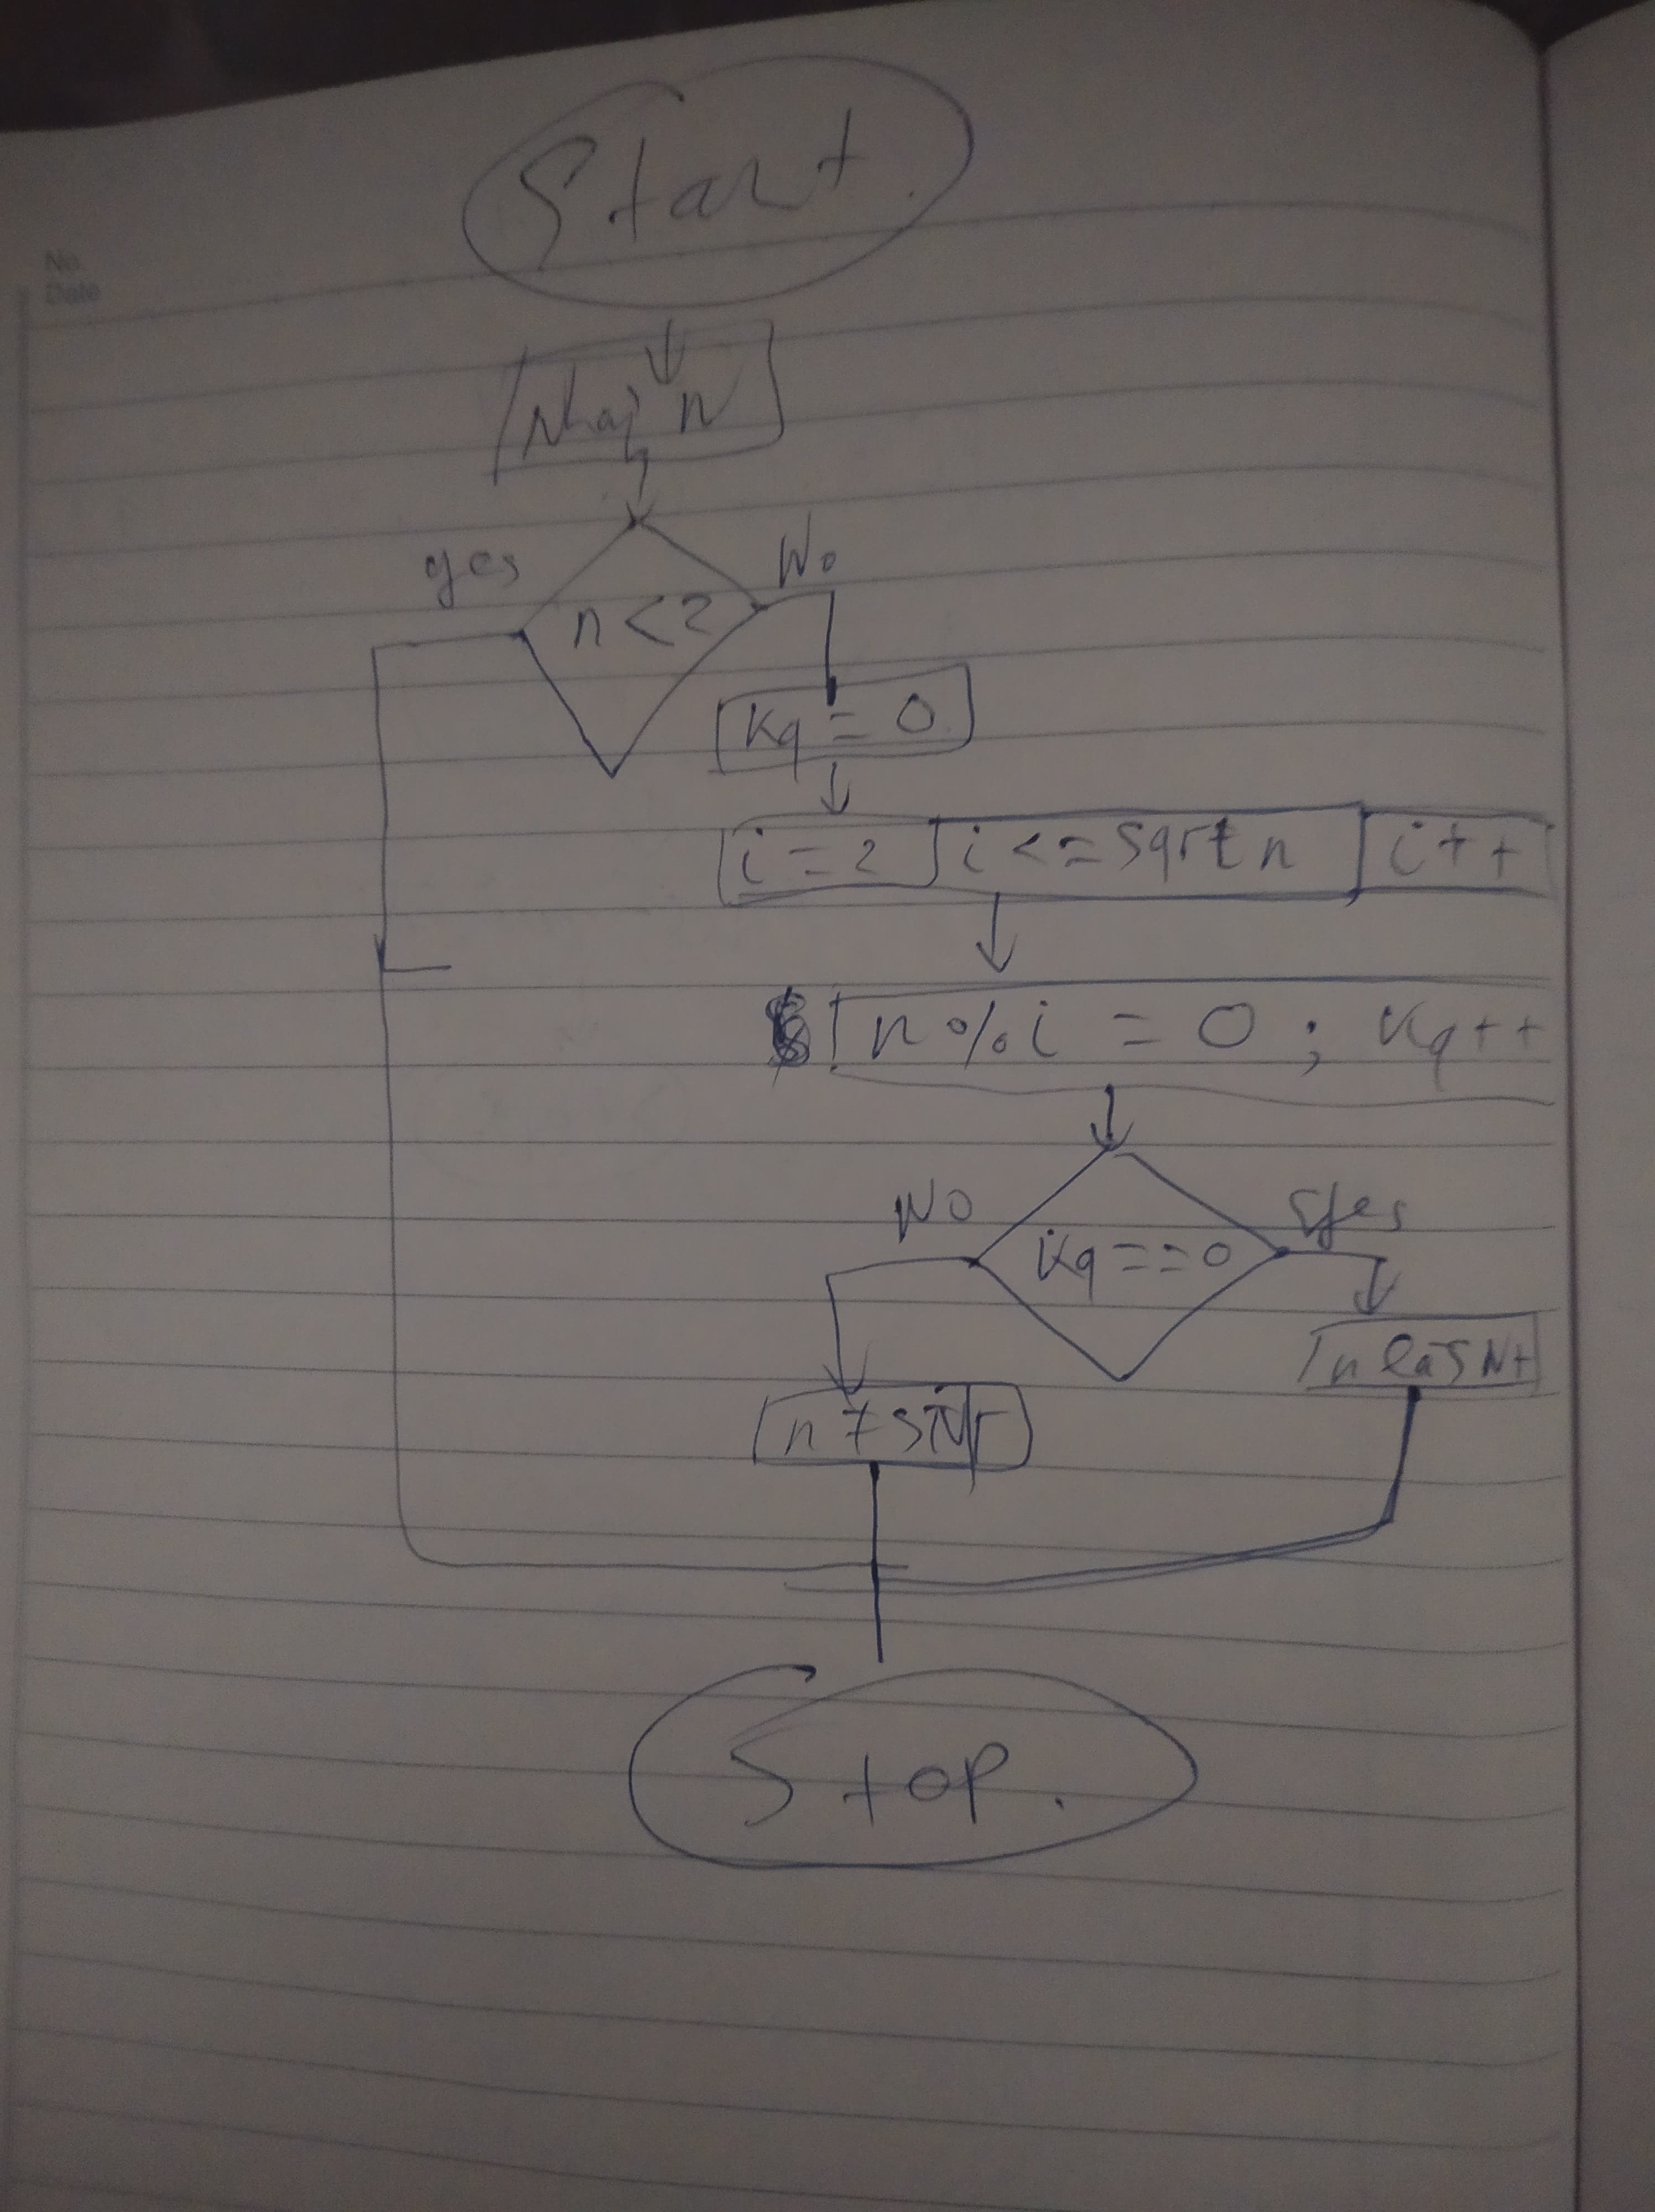 Start.
No.
Date
Nhập n
yes No
n < 2
Kq = 0
i = 2 i <= sqrt n i++
n % i = 0 ; Kq++
No yes
Kq == 0
n là SNT
n ≠ SNT
Stop.